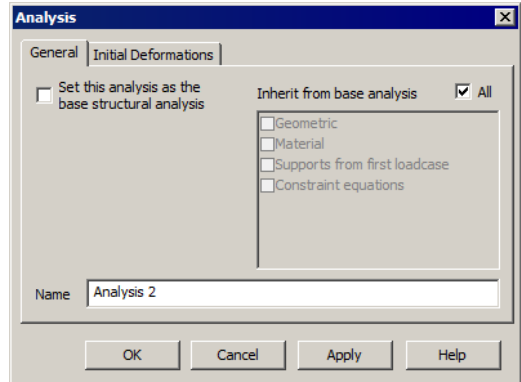 Analysis
General
Initial Deformations
Set this analysis as the
base structural analysis
Inherit from base analysis
All
Geometric
Material
Supports from first loadcase
Constraint equations
Name
Analysis 2
OK
Cancel
Apply
Help